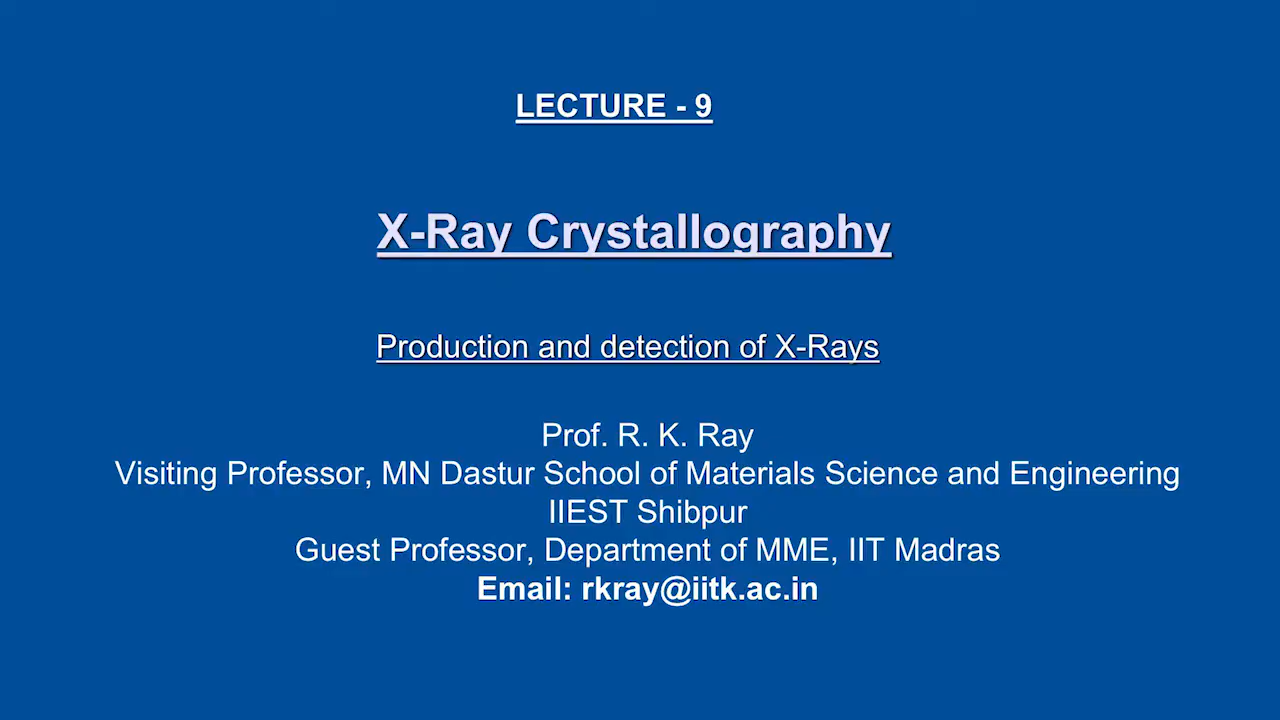 LECTURE - 9
X-Ray Crystallography
Production and detection of X-Rays
Prof. R. K. Ray
Visiting Professor, MN Dastur School of Materials Science and Engineering
IIEST Shibpur
Guest Professor, Department of MME, IIT Madras
Email: rkray@iitk.ac.in